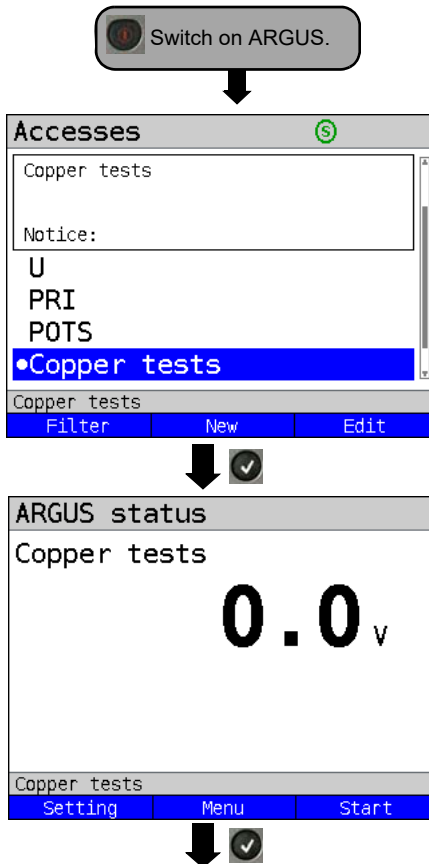 Switch on ARGUS.
Accesses S
Copper tests
Notice:
U
PRI
POTS
●Copper tests
Copper tests
Filter New Edit
ARGUS status
Copper tests
0.0 V
Copper tests
Setting Menu Start